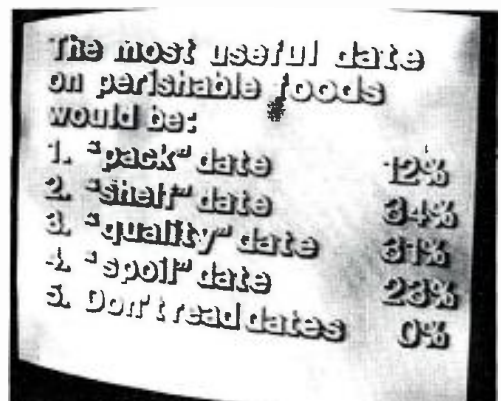 The most useful date
on perishable foods
would be:
1. "pack" date 12%
2. "shelf" date 34%
3. "quality" date 31%
4. "spoil" date 23%
5. Don't read dates 0%